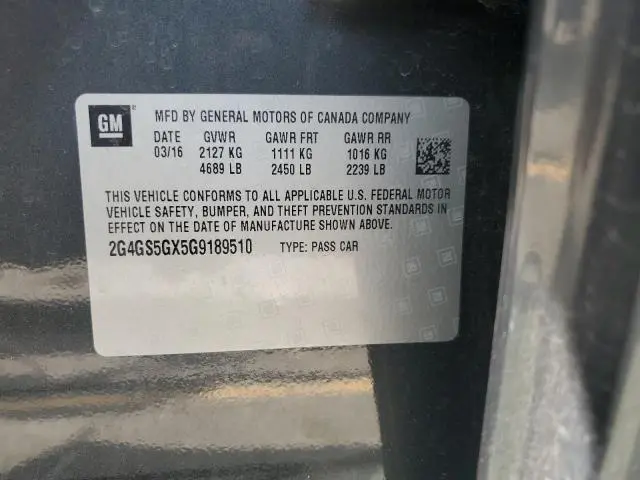 GM
MFD BY GENERAL MOTORS OF CANADA COMPANY
DATE GVWR GAWR FRT GAWR RR
03/16 2127 KG 1111 KG 1016 KG
4689 LB 2450 LB 2239 LB
THIS VEHICLE CONFORMS TO ALL APPLICABLE U.S. FEDERAL MOTOR
VEHICLE SAFETY, BUMPER, AND THEFT PREVENTION STANDARDS IN
EFFECT ON THE DATE OF MANUFACTURE SHOWN ABOVE.
2G4GS5GX5G9189510 TYPE: PASS CAR